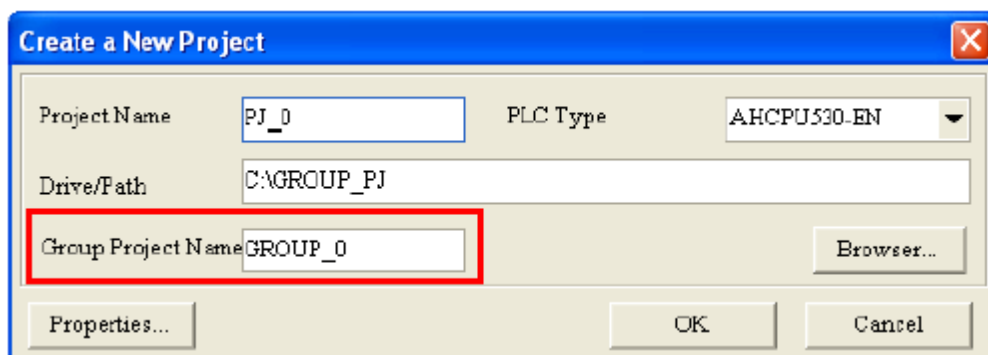 Create a New Project
Project Name PJ_0 PLC Type AHCPU530-EN
Drive/Path C:\GROUP_PJ
Group Project Name GROUP_0 Browser...
Properties... OK Cancel